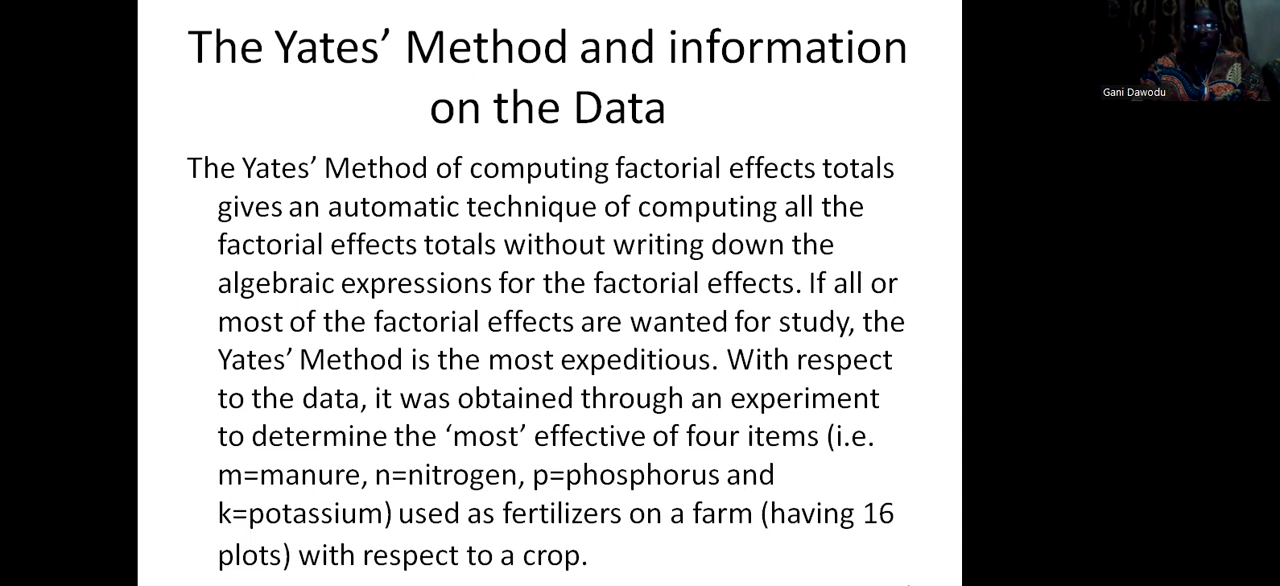 The Yates’ Method and information
on the Data
The Yates’ Method of computing factorial effects totals
gives an automatic technique of computing all the
factorial effects totals without writing down the
algebraic expressions for the factorial effects. If all or
most of the factorial effects are wanted for study, the
Yates’ Method is the most expeditious. With respect
to the data, it was obtained through an experiment
to determine the ‘most’ effective of four items (i.e.
m=manure, n=nitrogen, p=phosphorus and
k=potassium) used as fertilizers on a farm (having 16
plots) with respect to a crop.
Gani Dawodu